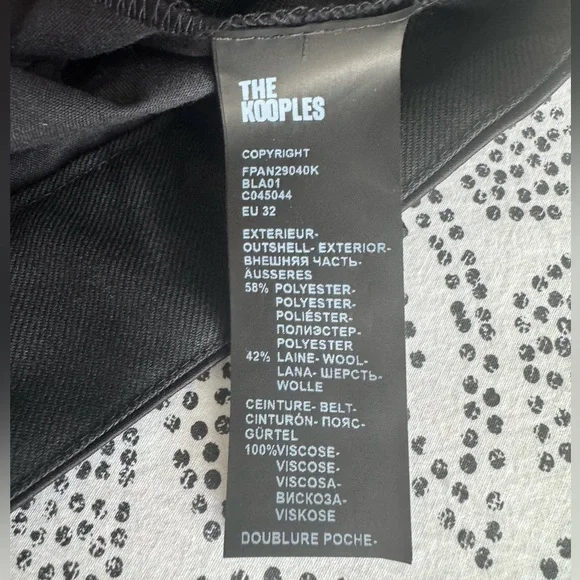 THE
KOOPLES
COPYRIGHT
FPAN29040K
BLA01
C045044
EU 32
EXTERIEUR-
OUTSHELL- EXTERIOR-
ВНЕШНЯЯ ЧАСТЬ-
ÄUSSERES
58% POLYESTER-
POLYESTER-
POLIÉSTER-
ПОЛИЭСТЕР-
POLYESTER
42% LAINE- WOOL-
LANA- ШЕРСТЬ-
WOLLE
CEINTURE- BELT-
CINTURÓN- ПОЯС-
GÜRTEL
100%VISCOSE-
VISCOSE-
VISCOSA-
ВИСКОЗА-
VISKOSE
DOUBLURE POCHE-